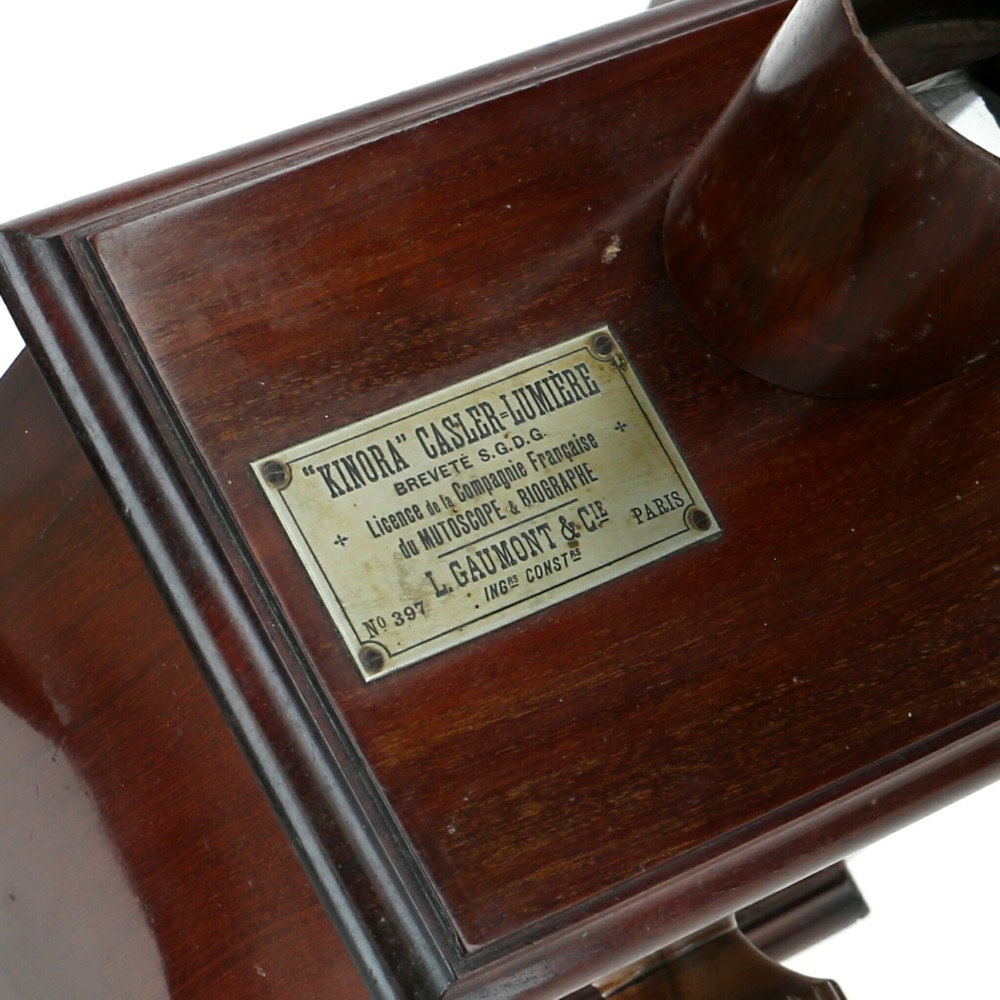 "KINORA" CASLER=LUMIÈRE
BREVETÉ S.G.D.G.
Licence de la Compagnie Française
du MUTOSCOPE & BIOGRAPHE
L. GAUMONT & CIE PARIS
Nº 397 INGRS CONSTRS